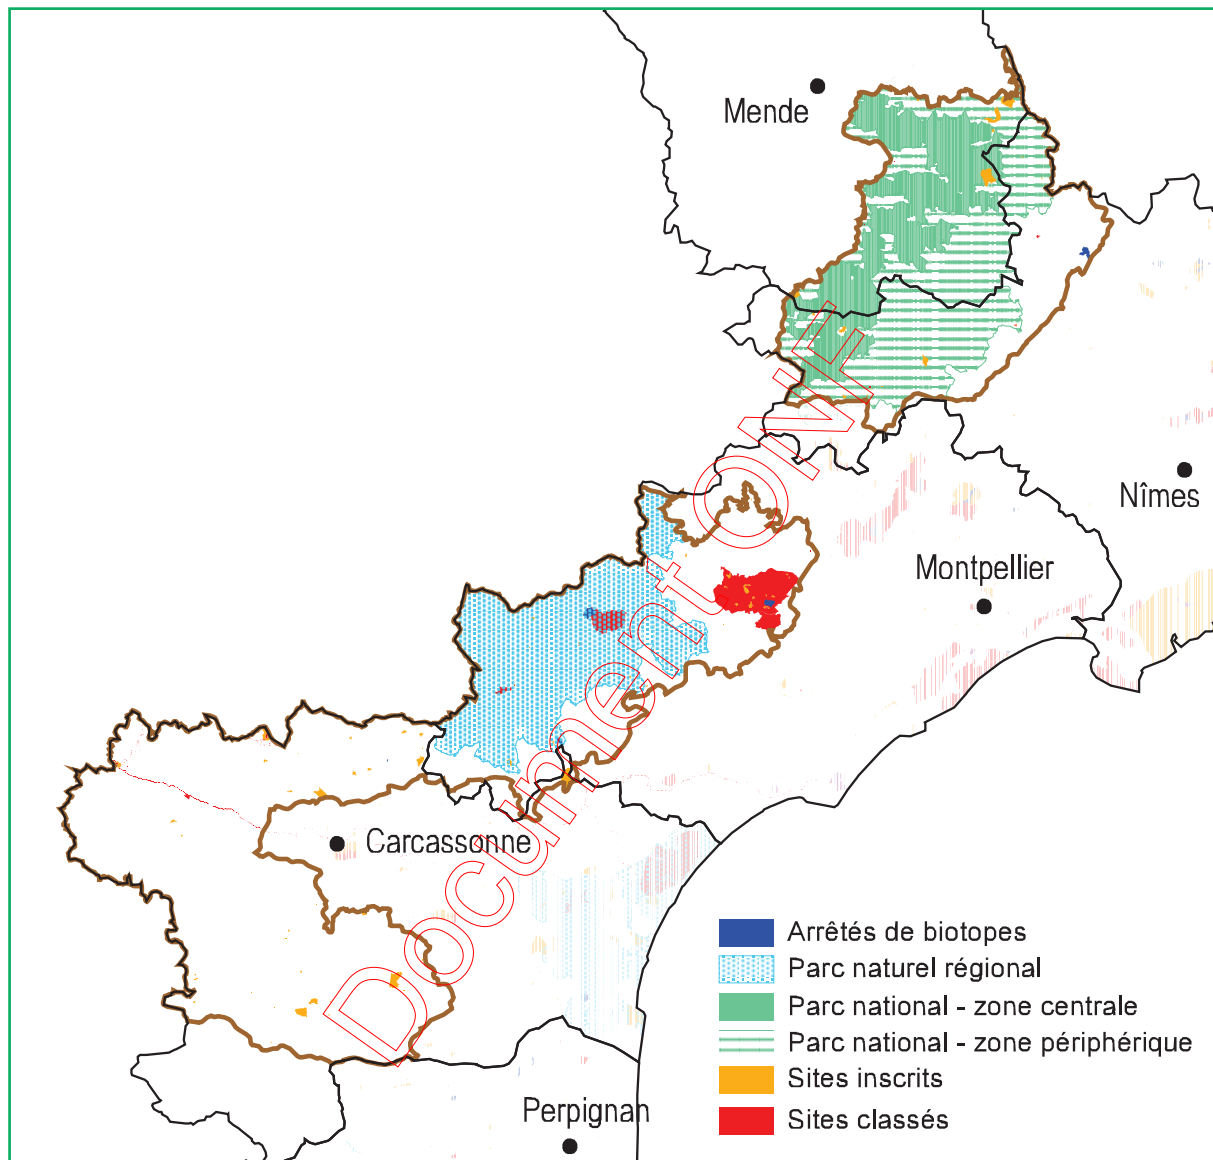 Mende
Nîmes
Montpellier
Carcassonne
Perpignan
Document ONF
Arrêtés de biotopes
Parc naturel régional
Parc national - zone centrale
Parc national - zone périphérique
Sites inscrits
Sites classés